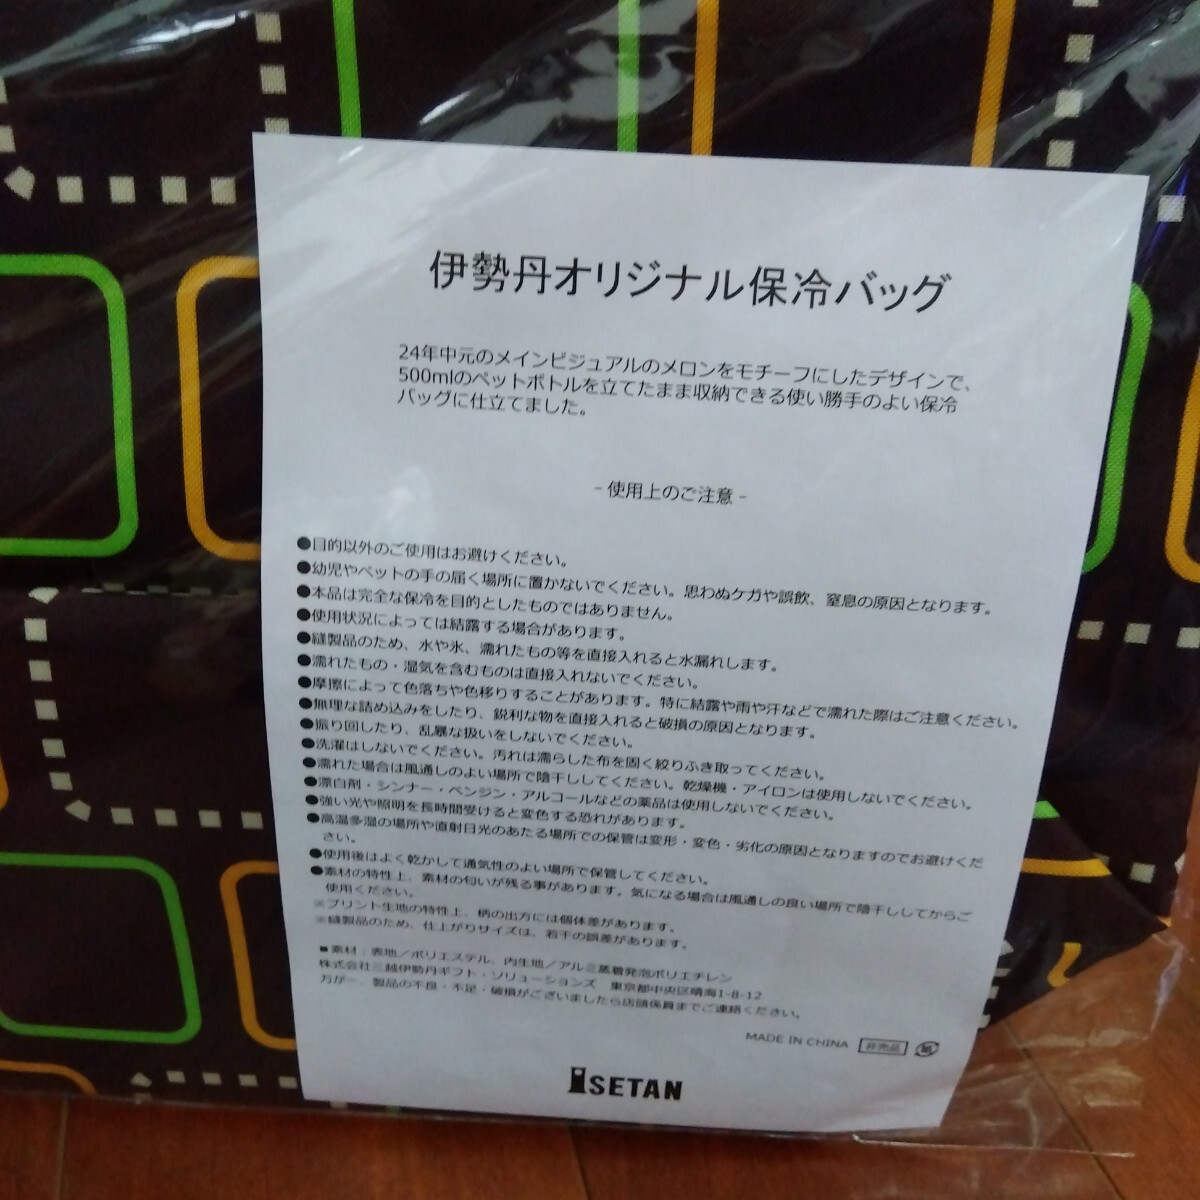 伊勢丹オリジナル保冷バッグ
24年中元のメインビジュアルのメロンをモチーフにしたデザインで、
500mlのペットボトルを立てたまま収納できる使い勝手のよい保冷
バッグに仕立てました。
- 使用上のご注意 -
●目的以外のご使用はお避けください。
●幼児やペットの手の届く場所に置かないでください。思わぬケガや誤飲、窒息の原因となります。
●本品は完全な保冷を目的としたものではありません。
●使用状況によっては結露する場合があります。
●縫製品のため、水や氷、濡れたもの等を直接入れると水漏れします。
●濡れたもの・湿気を含むものは直接入れないでください。
●摩擦によって色落ちや色移りすることがあります。特に結露や雨や汗などで濡れた際はご注意ください。
●無理な詰め込みをしたり、鋭利な物を直接入れると破損の原因となります。
●振り回したり、乱暴な扱いをしないでください。
●洗濯はしないでください。汚れは濡らした布を固く絞りふき取ってください。
●濡れた場合は風通しのよい場所で陰干ししてください。乾燥機・アイロンは使用しないでください。
●漂白剤・シンナー・ベンジン・アルコールなどの薬品は使用しないでください。
●強い光や照明を長時間受けると変色する恐れがあります。
●高温多湿の場所や直射日光のあたる場所での保管は変形・変色・劣化の原因となりますのでお避けくだ
さい。
●使用後はよく乾かして通気性のよい場所で保管してください。
●素材の特性上、素材の匂いが残る事があります。気になる場合は風通しの良い場所で陰干ししてからご
使用ください。
※プリント生地の特性上、柄の出方には個体差があります。
※縫製品のため、仕上がりサイズは、若干の誤差があります。
■素材：表地／ポリエステル、内生地／アルミ蒸着発泡ポリエチレン
株式会社三越伊勢丹ギフト・ソリューションズ 東京都中央区晴海1-8-12
万が一、製品の不良・不足・破損がございましたら店頭係員までご連絡ください。
MADE IN CHINA 非売品 紙
ISETAN